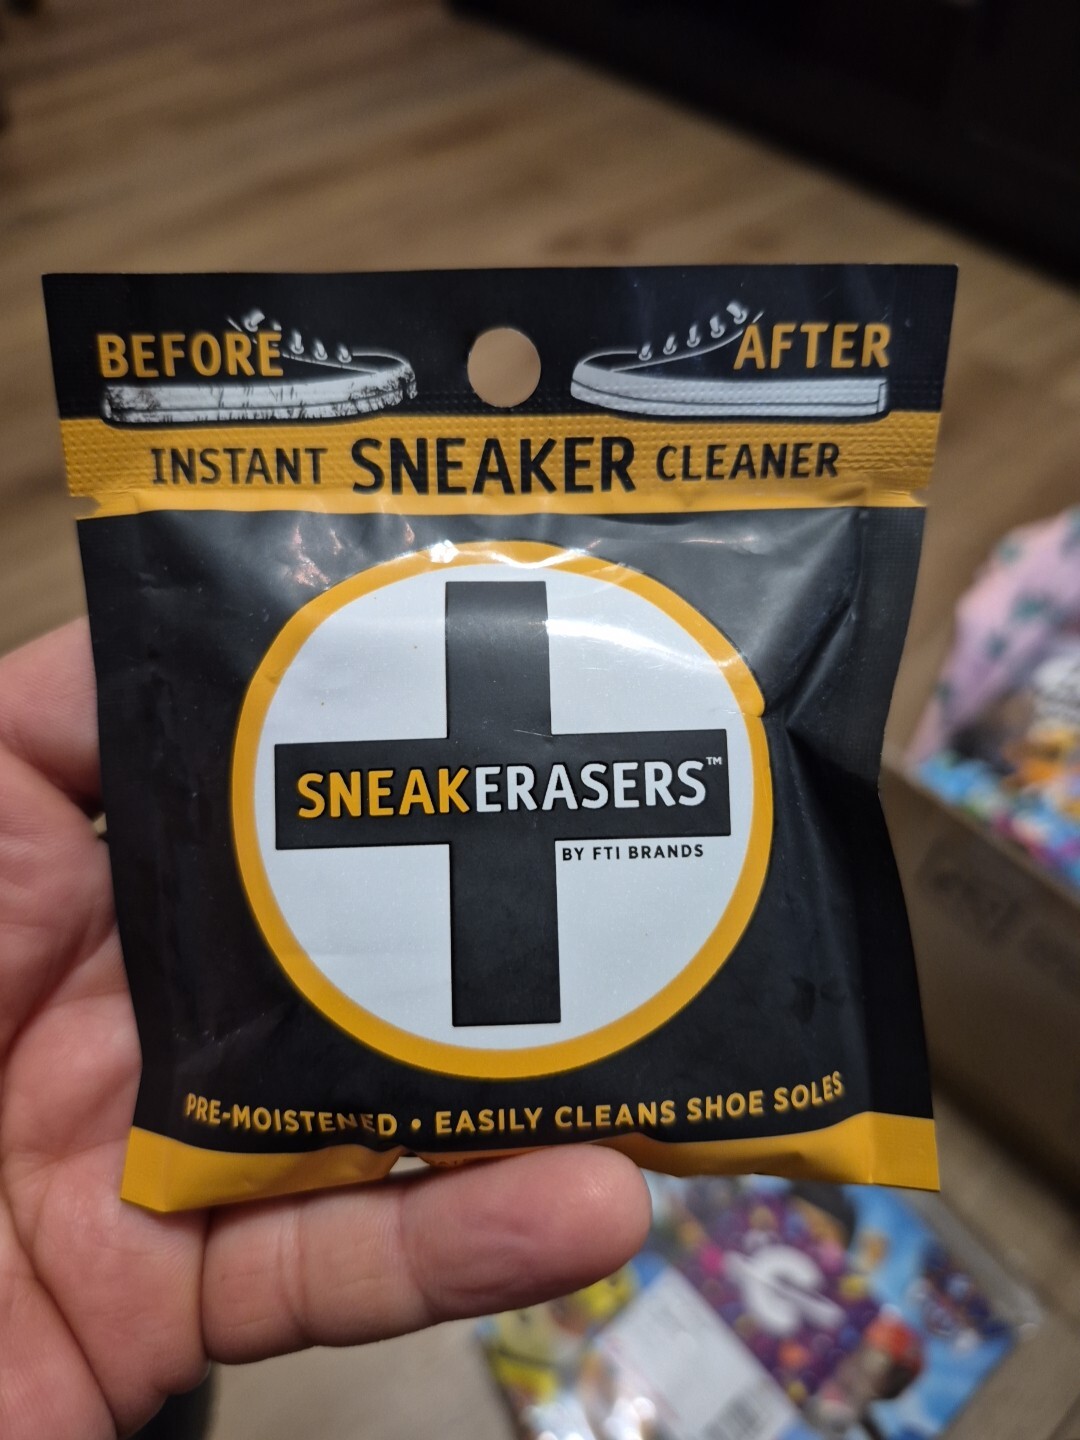 BEFORE
AFTER
INSTANT SNEAKER CLEANER
SNEAKERASERS™
BY FTI BRANDS
PRE-MOISTENED • EASILY CLEANS SHOE SOLES